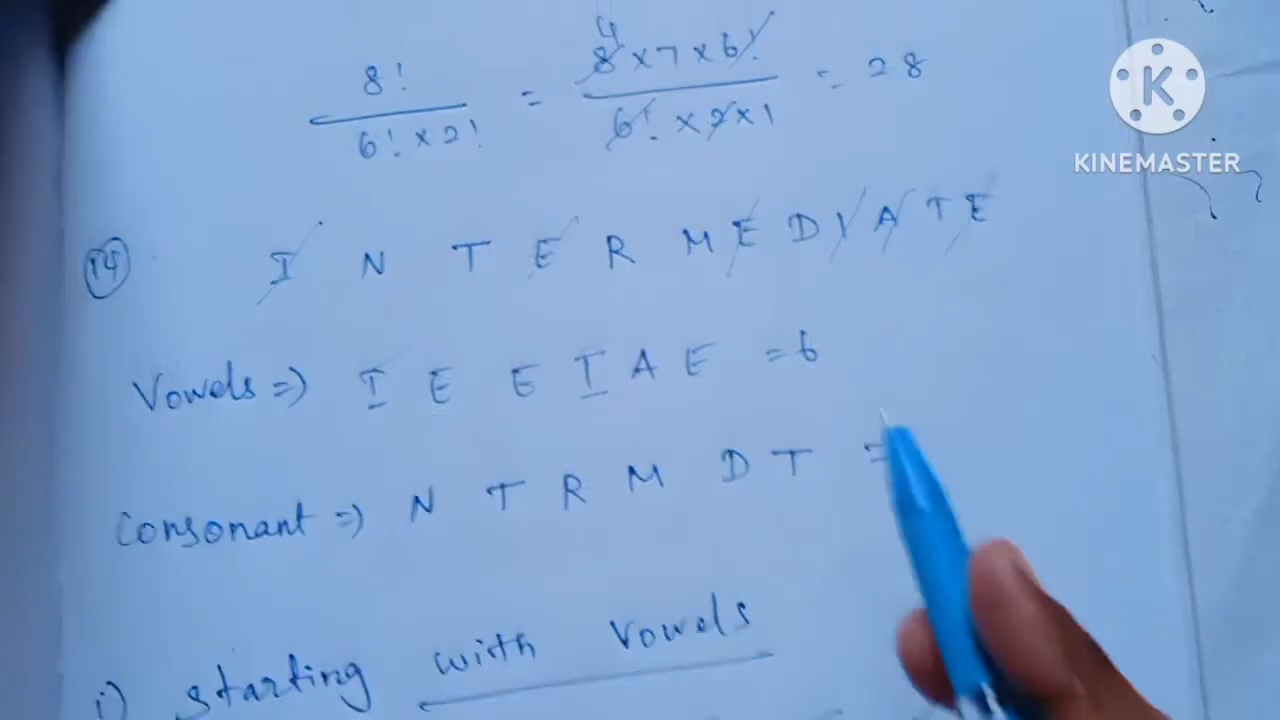 8! / 6! × 2! = 8 4 × 7 × 6! / 6! × 2 × 1 = 28
K
KINEMASTER
14 I N T E R M E D I A T E
Vowels => I E E I A E = 6
Consonant => N T R M D T =
i) starting with Vowels